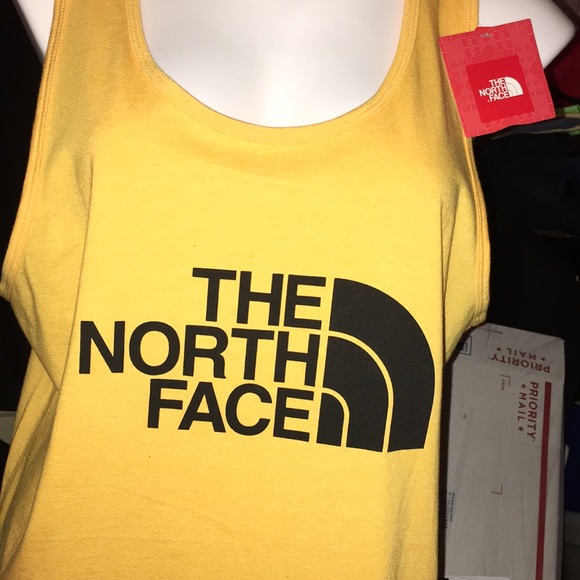 THE
NORTH
FACE
THE
NORTH
FACE
PRIORITY
★ MAIL ★
PRIORITY
★ MAIL ★